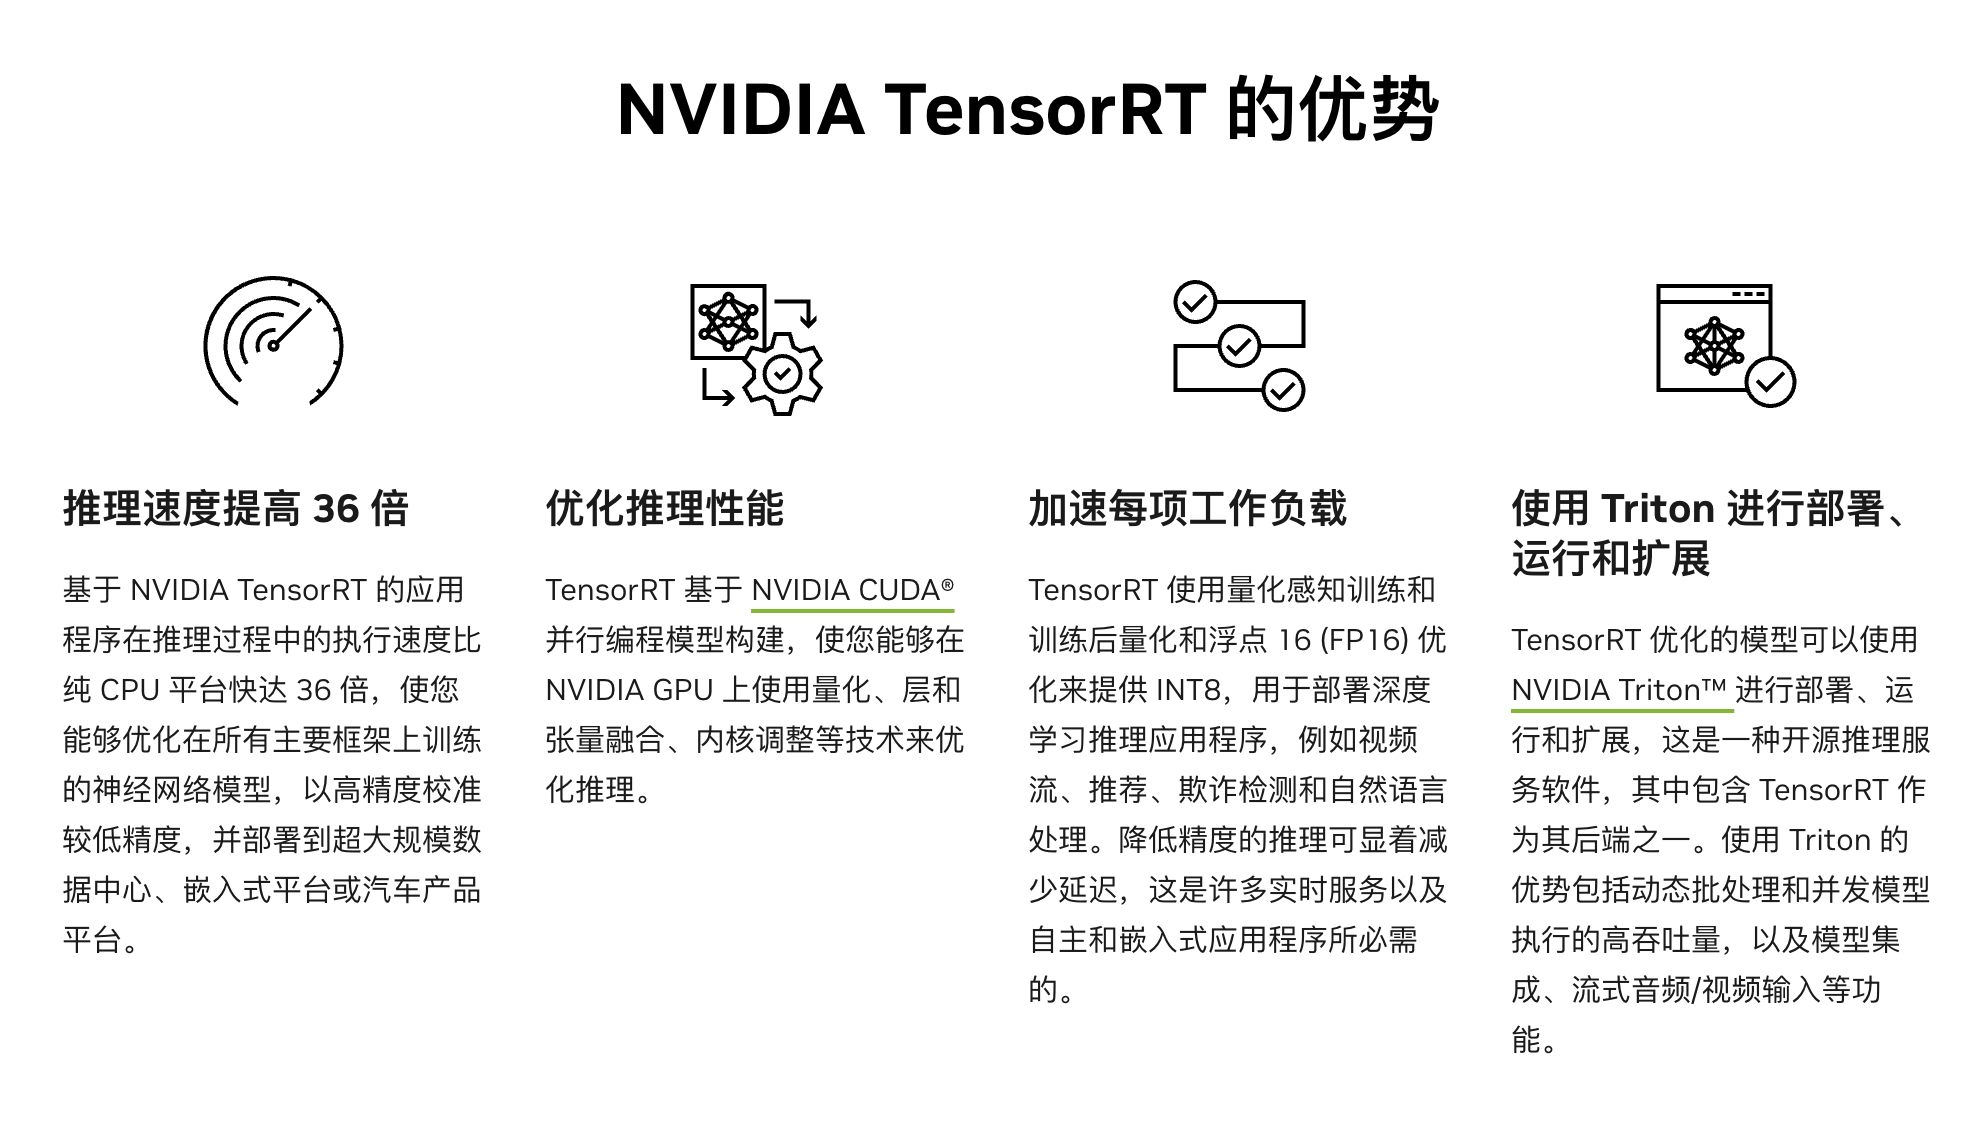 NVIDIA TensorRT 的优势
推理速度提高 36 倍
基于 NVIDIA TensorRT 的应用
程序在推理过程中的执行速度比
纯 CPU 平台快达 36 倍，使您
能够优化在所有主要框架上训练
的神经网络模型，以高精度校准
较低精度，并部署到超大规模数
据中心、嵌入式平台或汽车产品
平台。
优化推理性能
TensorRT 基于 NVIDIA CUDA®
并行编程模型构建，使您能够在
NVIDIA GPU 上使用量化、层和
张量融合、内核调整等技术来优
化推理。
加速每项工作负载
TensorRT 使用量化感知训练和
训练后量化和浮点 16 (FP16) 优
化来提供 INT8，用于部署深度
学习推理应用程序，例如视频
流、推荐、欺诈检测和自然语言
处理。降低精度的推理可显着减
少延迟，这是许多实时服务以及
自主和嵌入式应用程序所必需
的。
使用 Triton 进行部署、
运行和扩展
TensorRT 优化的模型可以使用
NVIDIA Triton™ 进行部署、运
行和扩展，这是一种开源推理服
务软件，其中包含 TensorRT 作
为其后端之一。使用 Triton 的
优势包括动态批处理和并发模型
执行的高吞吐量，以及模型集
成、流式音频/视频输入等功
能。